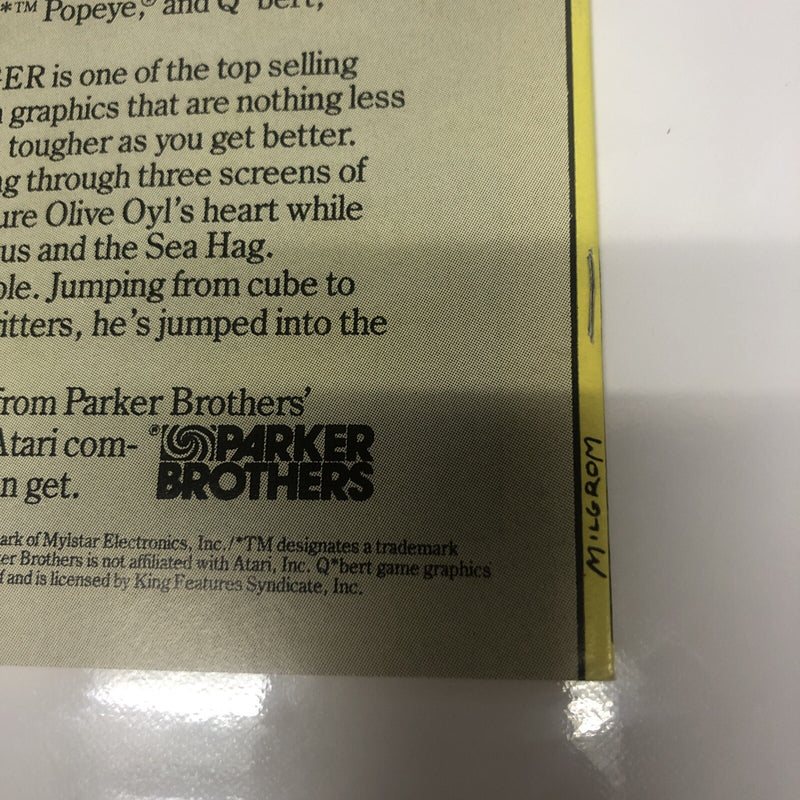 *™ Popeye,® and Q*bert,
ER is one of the top selling
graphics that are nothing less
tougher as you get better.
ng through three screens of
ure Olive Oyl's heart while
us and the Sea Hag.
ble. Jumping from cube to
itters, he's jumped into the
from Parker Brothers'
Atari com-
n get.
® PARKER
BROTHERS
ark of Mylstar Electronics, Inc./*TM designates a trademark
er Brothers is not affiliated with Atari, Inc. Q*bert game graphics
f and is licensed by King Features Syndicate, Inc.
MILGROM